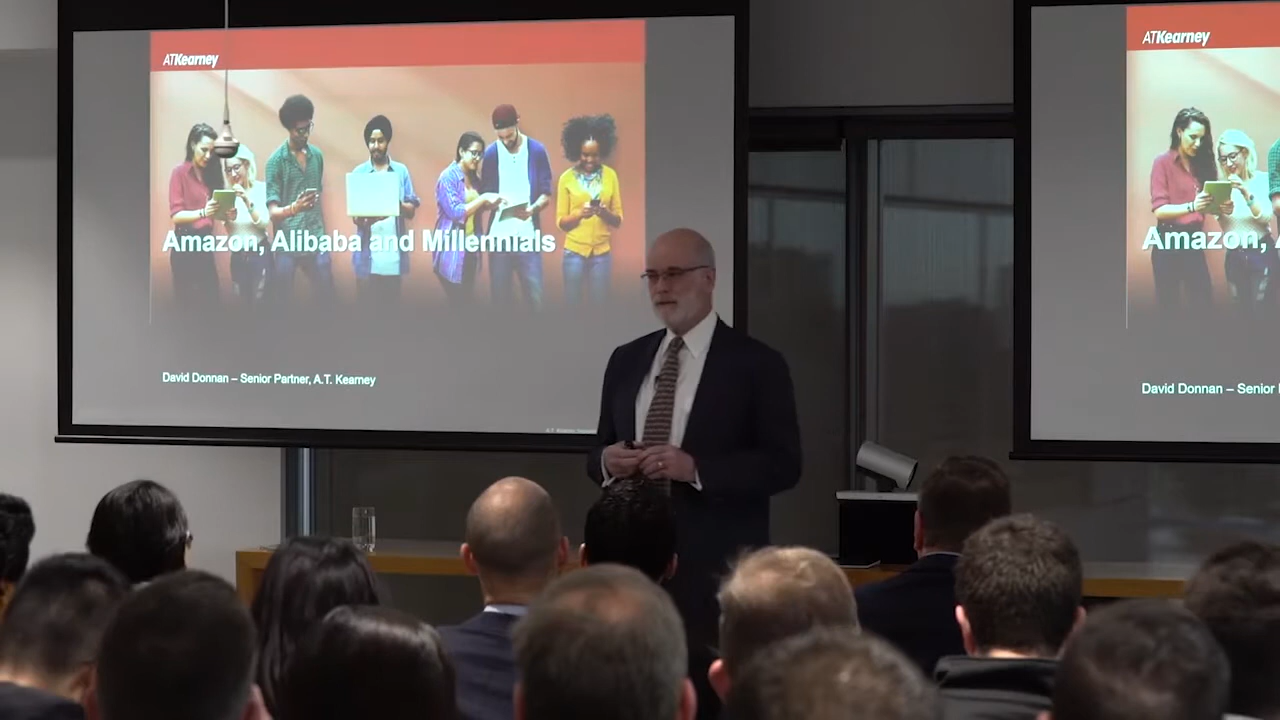 ATKearney
Amazon, Alibaba and Millennials
David Donnan – Senior Partner, A.T. Kearney
ATKearney
Amazon,
David Donnan – Senior